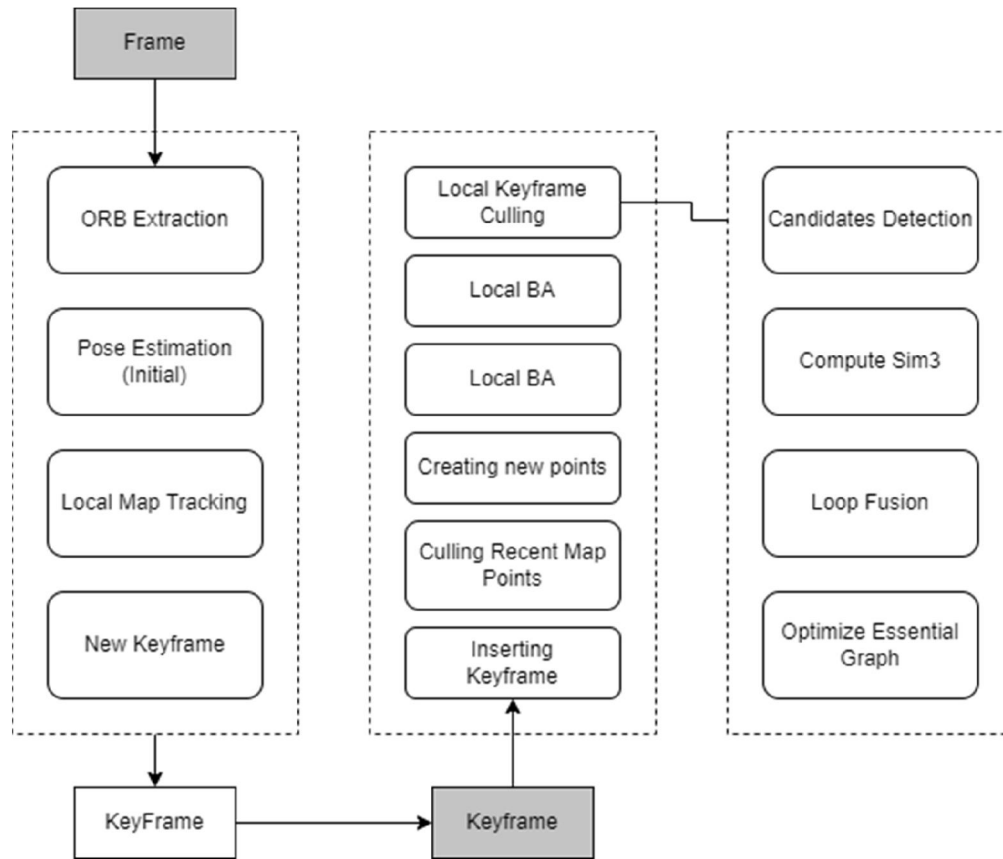 Frame
ORB Extraction
Pose Estimation
(Initial)
Local Map Tracking
New Keyframe
KeyFrame
Local Keyframe
Culling
Local BA
Local BA
Creating new points
Culling Recent Map
Points
Inserting
Keyframe
Keyframe
Candidates Detection
Compute Sim3
Loop Fusion
Optimize Essential
Graph